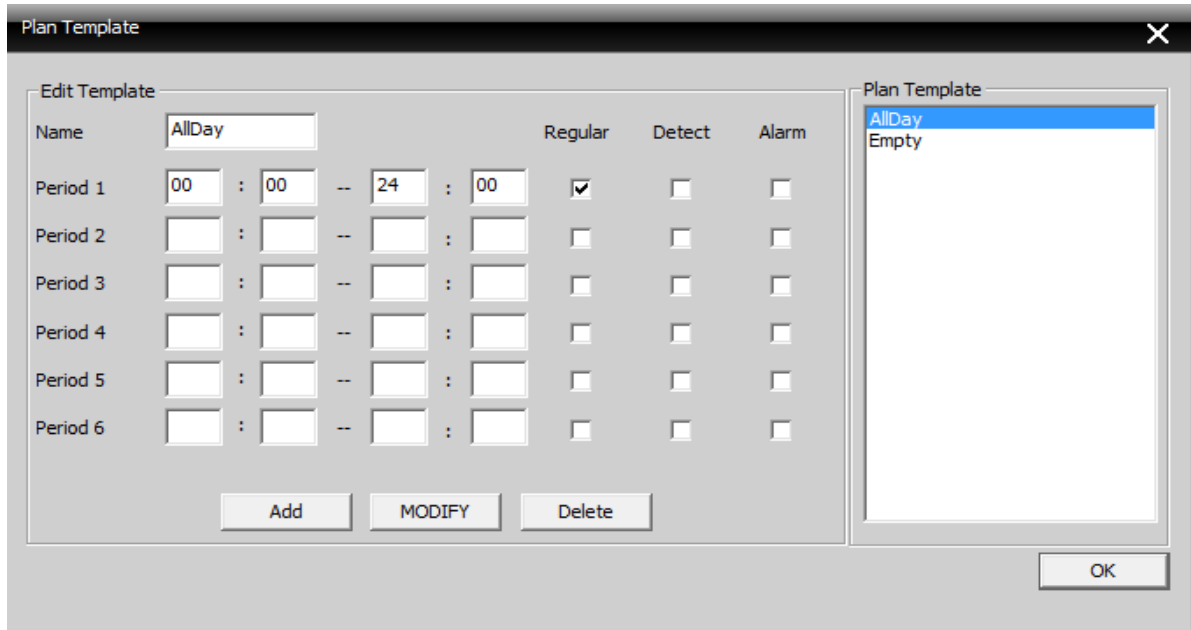 Plan Template
Edit Template
Name AllDay Regular Detect Alarm
Period 1 00 : 00 -- 24 : 00
Period 2 : -- :
Period 3 : -- :
Period 4 : -- :
Period 5 : -- :
Period 6 : -- :
Add MODIFY Delete
Plan Template
AllDay
Empty
OK